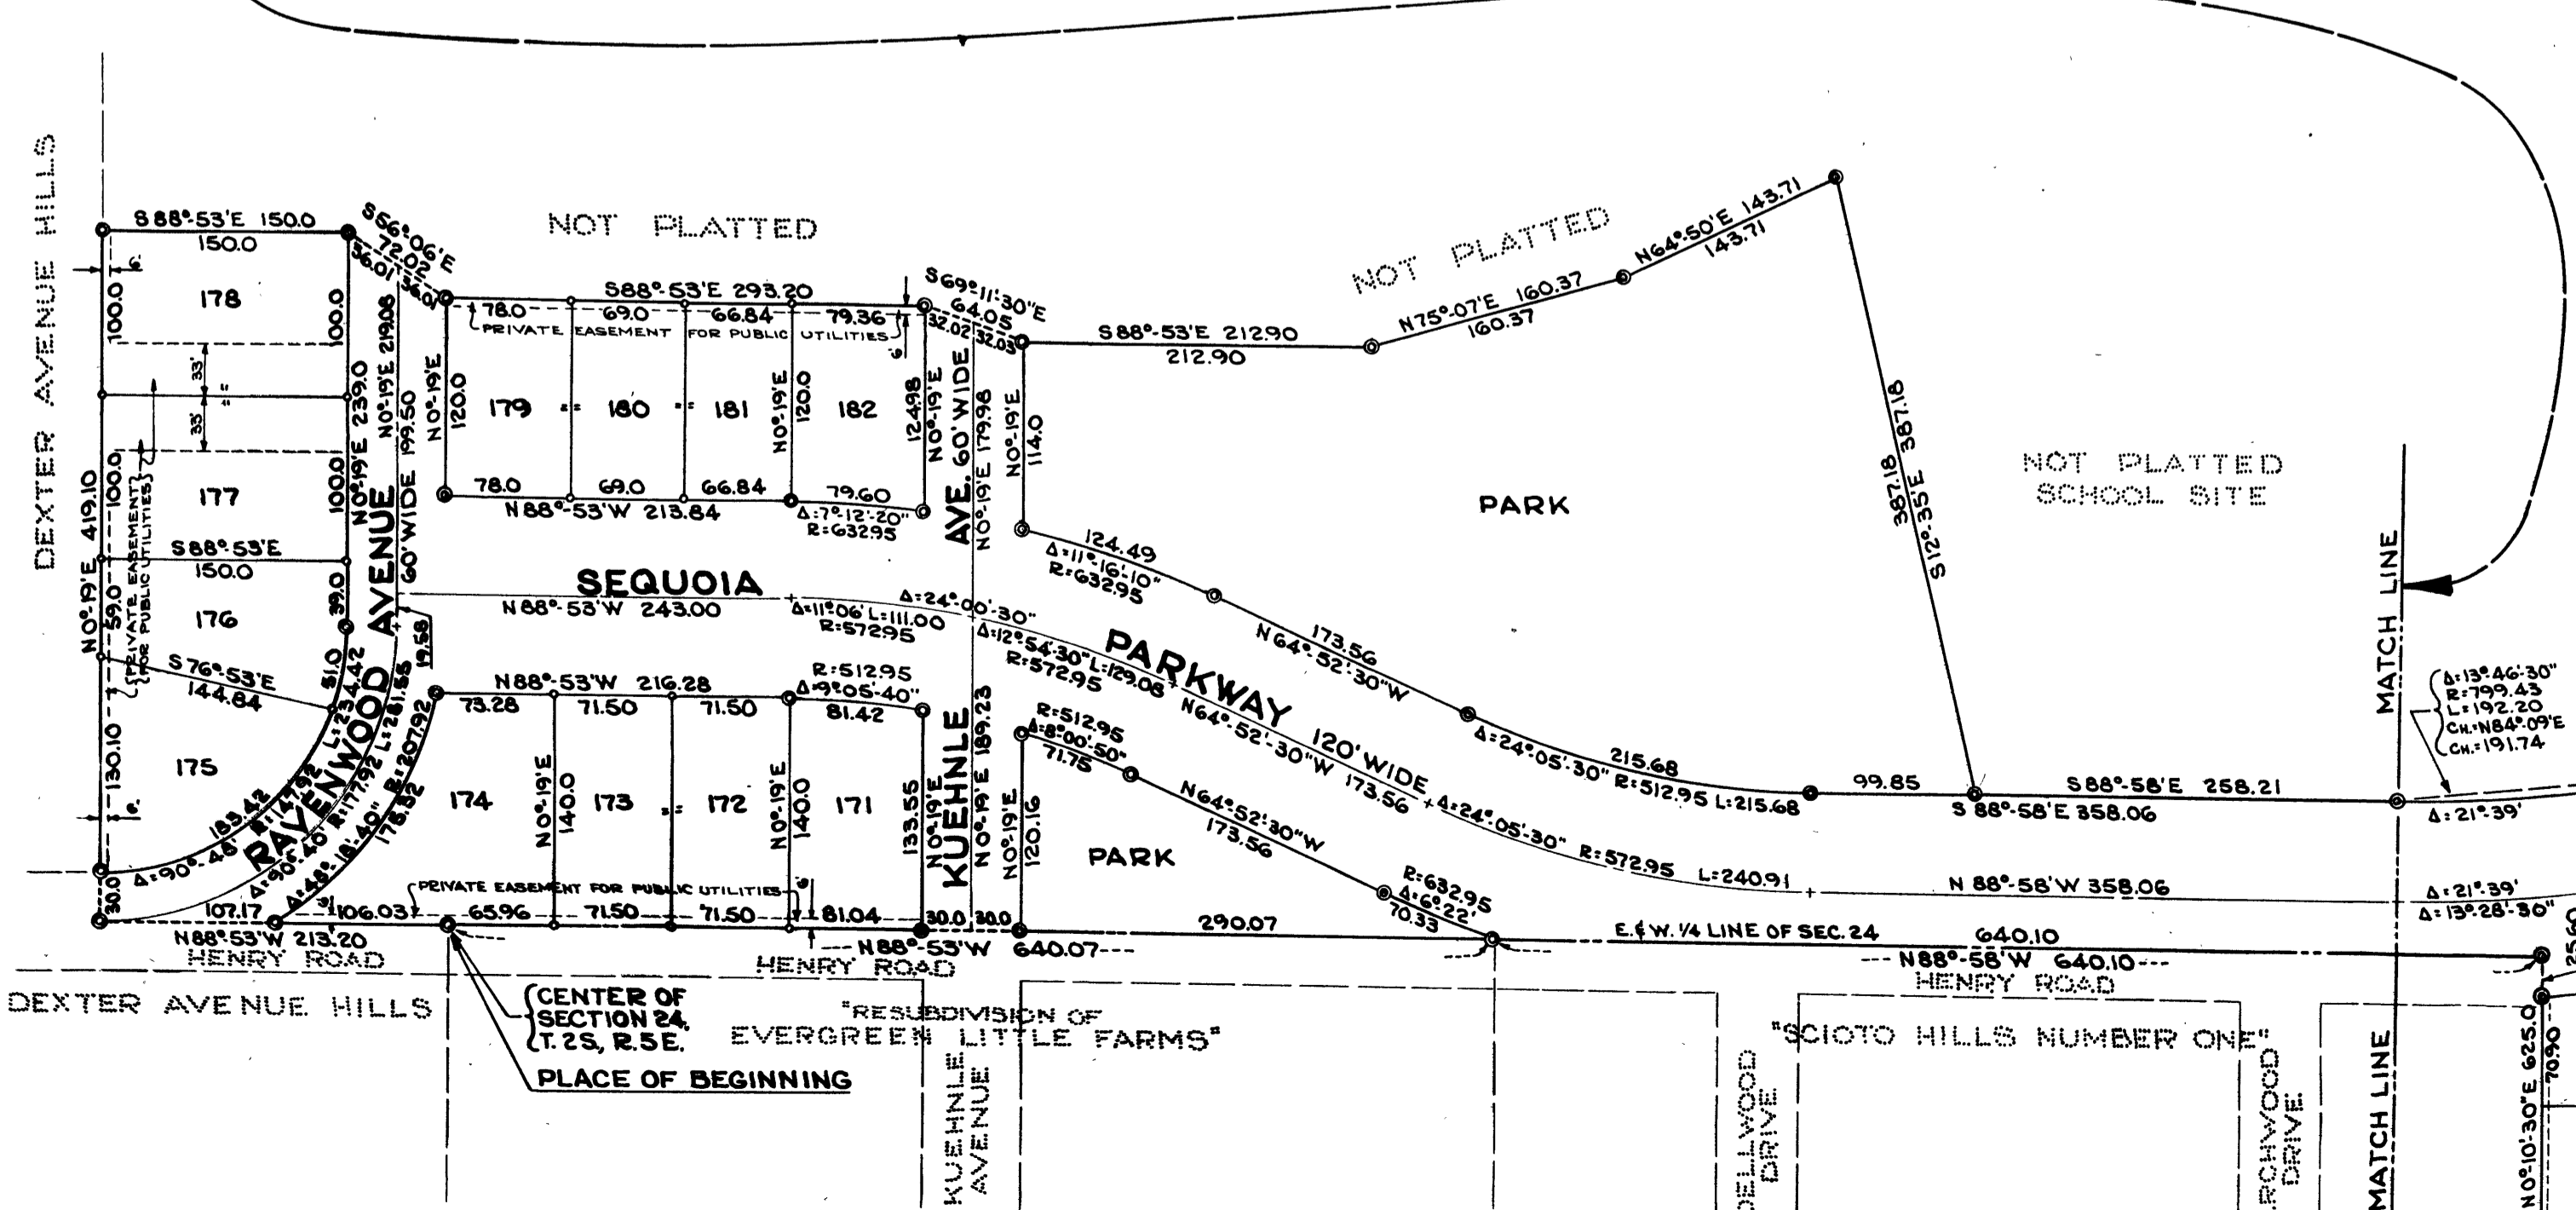 DEXTER AVENUE HILLS
S88°-53'E 150.0
150.0
6'
100.0
178
100.0
33'
"
33'
100.0
177
100.0
S88°-53'E
150.0
N0°-19'E 419.10
59.0
{PRIVATE EASEMENT}
{FOR PUBLIC UTILITIES}
176
39.0
N0°-19'E 239.0
S76°-53'E
144.84
51.0
130.10
175
6'
183.42
L=234.42
Δ=90°-48' R=147.92
30.0
RAVENWOOD AVENUE
60' WIDE 199.50
N0°-19'E 219.08
19.58
Δ=90°-40' R=177.92 L=281.55
Δ=48°-18'-40" R=207.92
S56°-06'E
72.02
36.01
36.01
NOT PLATTED
S88°-53'E 293.20
78.0
69.0
66.84
79.36
PRIVATE EASEMENT FOR PUBLIC UTILITIES
6'
N0°-19'E
120.0
179
= =
180
= =
181
N0°-19'E
120.0
182
124.98
N0°-19'E
78.0
69.0
66.84
79.60
N88°-53'W 213.84
Δ=7°-12'-20"
R=632.95
S69°-11'-30"E
64.05
32.02
32.03
KUEHNLE AVE. 60' WIDE
N0°-19'E 179.98
N0°-19'E 189.23
SEQUOIA PARKWAY 120' WIDE
N88°-53'W 243.00
Δ=11°06' L=111.00
R=572.95
Δ=24°-00'-30"
Δ=12°54'-30" L=129.08
R=572.95
N64°-52'-30"W 173.56
Δ=24°-05'-30" R=572.95 L=240.91
N 88°-58'W 358.06
N88°-53'W 216.28
R=512.95
Δ=9°05'-40"
73.28
71.50
71.50
81.42
174
N0°-19'E
140.0
173
= =
172
N0°-19'E
140.0
171
133.55
N0°-19'E
PRIVATE EASEMENT FOR PUBLIC UTILITIES
6'
6'
107.17
106.03
65.96
71.50
71.50
81.04
30.0
30.0
N88°-53'W 213.20
N88°-53'W 640.07
HENRY ROAD
HENRY ROAD
S88°-53'E 212.90
212.90
N0°-19'E
114.0
NOT PLATTED
N75°-07'E 160.37
160.37
N64°-50'E 143.71
143.71
PARK
387.18
S12°-35'E 387.18
124.49
Δ=11°-16'-10"
R=632.95
173.56
N64°-52'-30"W
215.68
Δ=24°-05'-30" R=512.95 L=215.68
99.85
S 88°-58'E 358.06
S88°-58'E 258.21
NOT PLATTED
SCHOOL SITE
MATCH LINE
Δ=13°-46'-30"
R=799.43
L=192.20
CH.=N84°-09'E
CH.=191.74
Δ=21°-39'
Δ=21°-39'
Δ=13°-28'-30"
R=512.95
Δ=8°00'-50"
71.75
N0°-19'E
120.16
PARK
N64°52'30"W
173.56
R=632.95
Δ=6°-22'
70.33
290.07
E.&W. 1/4 LINE OF SEC. 24
640.10
N88°-58'W 640.10
HENRY ROAD
25.60
DEXTER AVENUE HILLS
CENTER OF
SECTION 24,
T. 2S., R.5E.
PLACE OF BEGINNING
"RESUBDIVISION OF
EVERGREEN LITTLE FARMS"
KUEHNLE
AVENUE
"SCIOTO HILLS NUMBER ONE"
DELLWOOD
DRIVE
RCHWOOD
DRIVE
MATCH LINE
N0°-10'-30"E 625.0
70.90